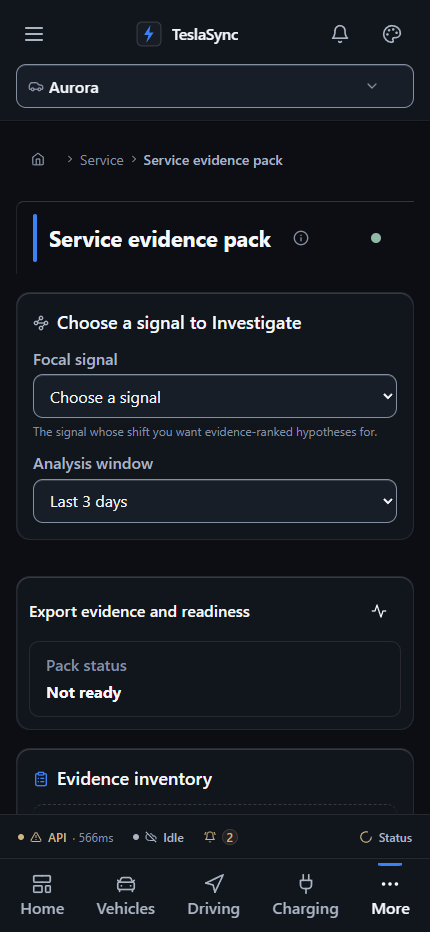 TeslaSync
Aurora
Service
Service evidence pack
Service evidence pack
Choose a signal to Investigate
Focal signal
Choose a signal
The signal whose shift you want evidence-ranked hypotheses for.
Analysis window
Last 3 days
Export evidence and readiness
Pack status
Not ready
Evidence inventory
API · 566ms
Idle
2
Status
Home
Vehicles
Driving
Charging
More